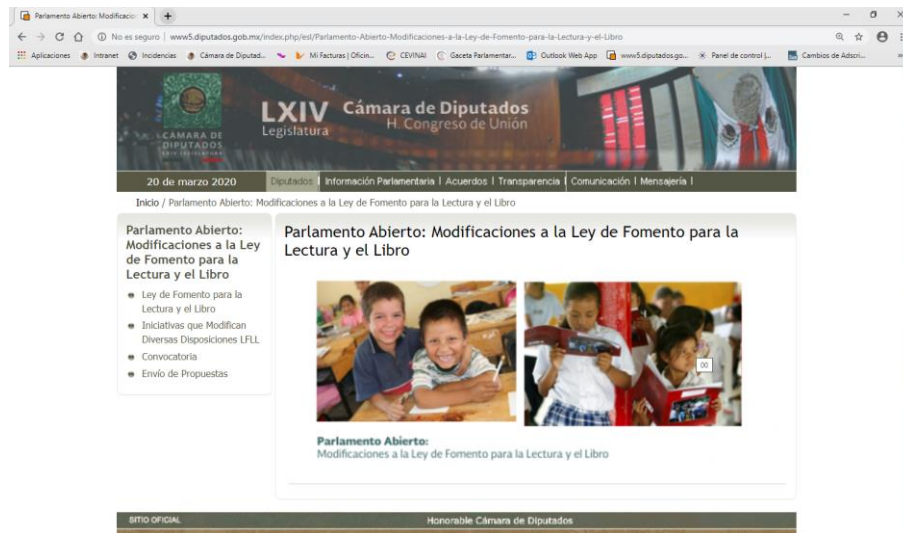 Parlamento Abierto: Modificacio
No es seguro | www5.diputados.gob.mx/index.php/esl/Parlamento-Abierto-Modificaciones-a-la-Ley-de-Fomento-para-la-Lectura-y-el-Libro
Aplicaciones Intranet Incidencias Cámara de Diputad... Mi Facturas | Oficin... CEVINAI Gaceta Parlamentar... Outlook Web App www5.diputados.go... Panel de control |... Cambios de Adscri...
CÁMARA DE
DIPUTADOS
LXIV LEGISLATURA
LXIV
Legislatura
Cámara de Diputados
H. Congreso de Unión
20 de marzo 2020
Diputados | Información Parlamentaria | Acuerdos | Transparencia | Comunicación | Mensajería |
Inicio / Parlamento Abierto: Modificaciones a la Ley de Fomento para la Lectura y el Libro
Parlamento Abierto:
Modificaciones a la Ley
de Fomento para la
Lectura y el Libro
Ley de Fomento para la
Lectura y el Libro
Iniciativas que Modifican
Diversas Disposiciones LFLL
Convocatoria
Envío de Propuestas
Parlamento Abierto: Modificaciones a la Ley de Fomento para la
Lectura y el Libro
00
Parlamento Abierto:
Modificaciones a la Ley de Fomento para la Lectura y el Libro
SITIO OFICIAL
Honorable Cámara de Diputados